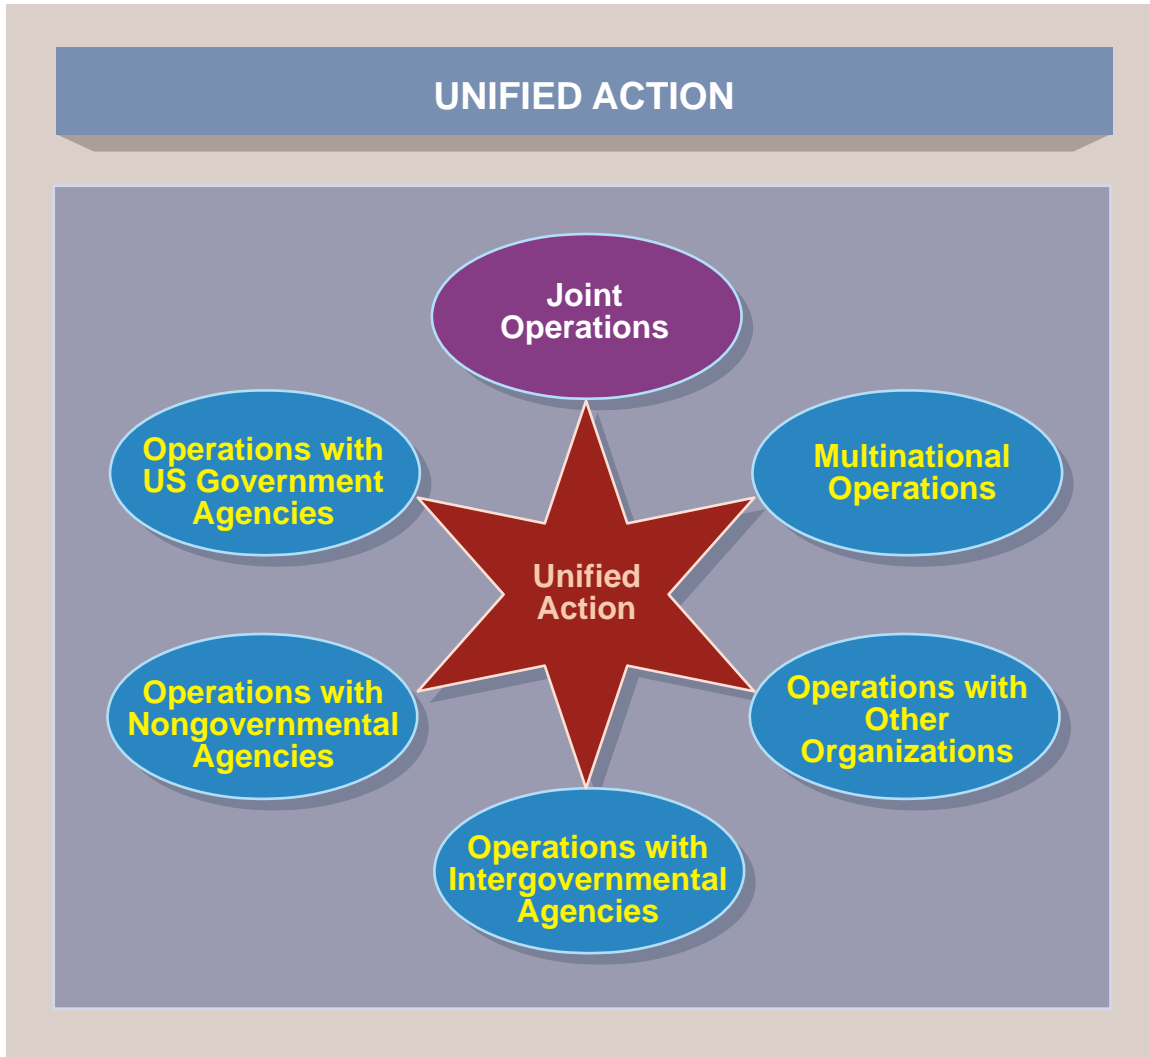 UNIFIED ACTION
Joint
Operations
Operations with
US Government
Agencies
Multinational
Operations
Unified
Action
Operations with
Nongovernmental
Agencies
Operations with
Other
Organizations
Operations with
Intergovernmental
Agencies